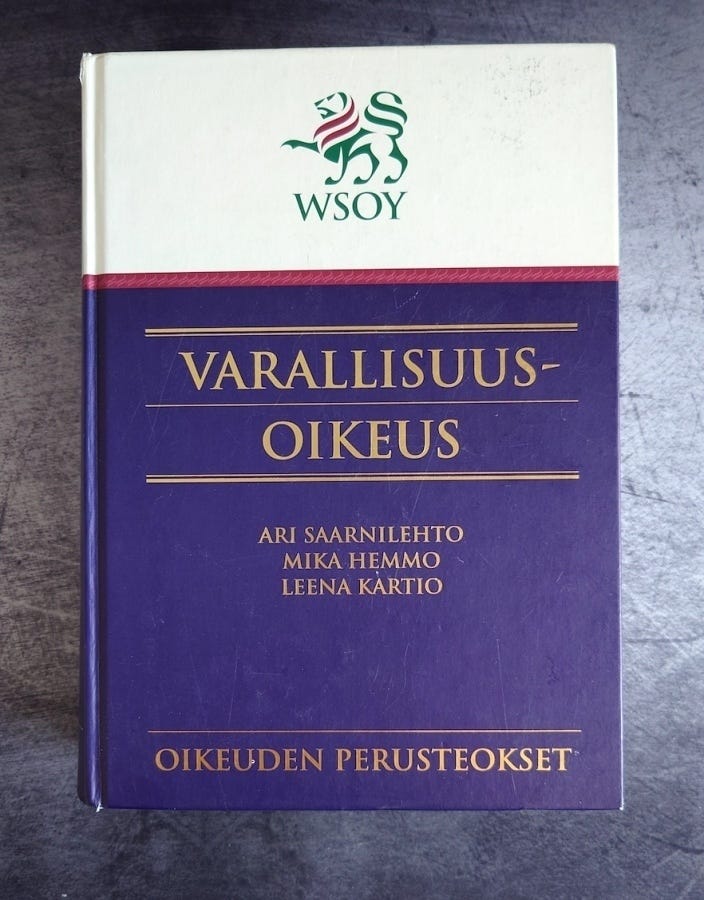 WSOY
VARALLISUUS-
OIKEUS
ARI SAARNILEHTO
MIKA HEMMO
LEENA KARTIO
OIKEUDEN PERUSTEOKSET